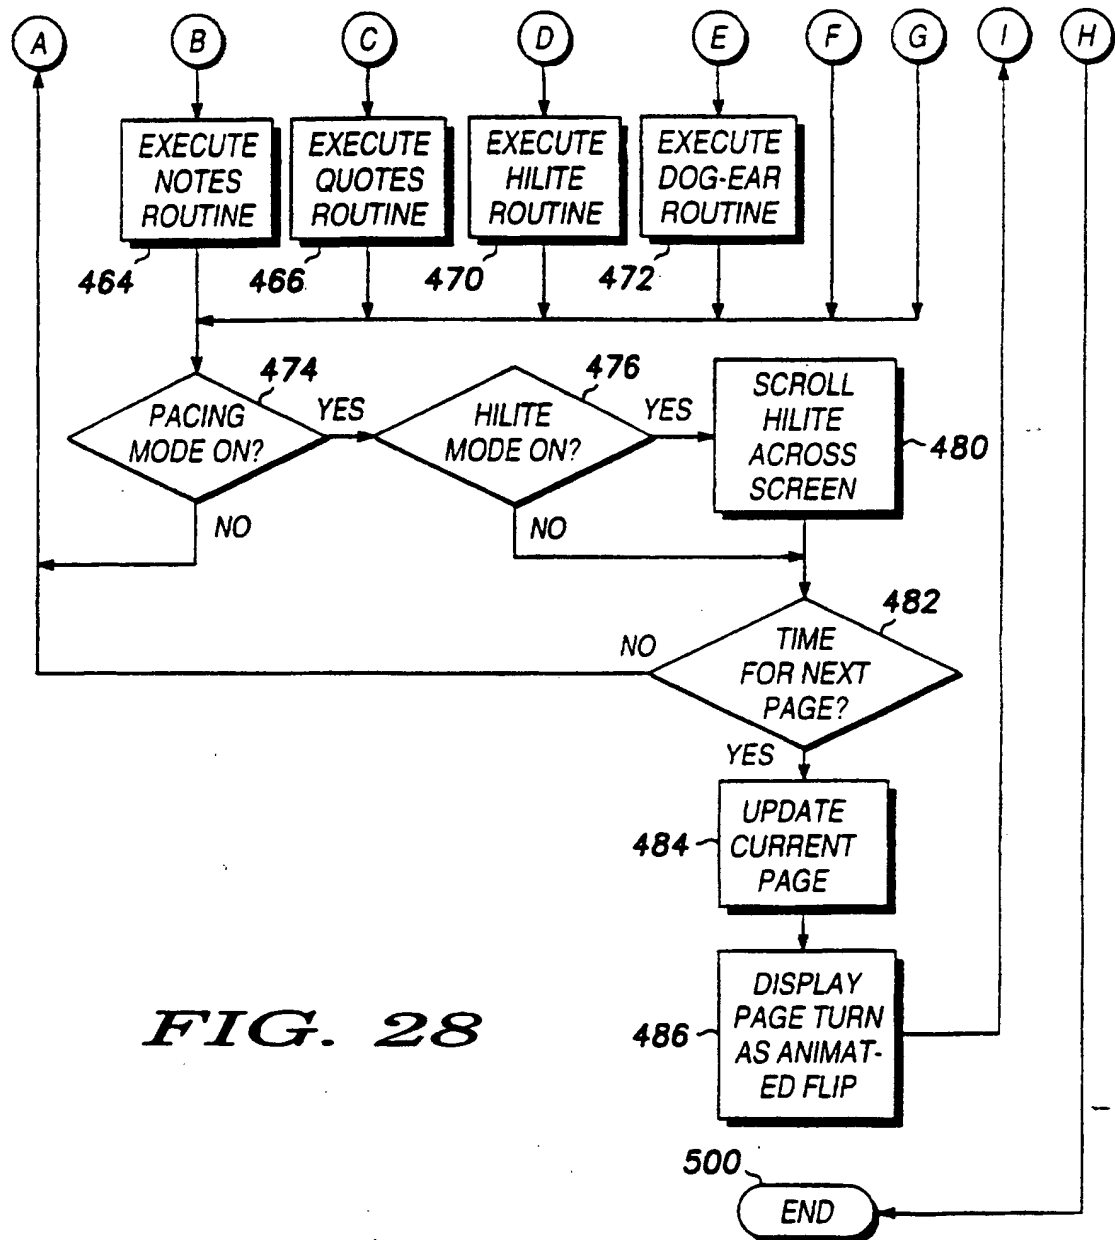 A B C D E F G I H
EXECUTE
NOTES
ROUTINE
464
EXECUTE
QUOTES
ROUTINE
466
EXECUTE
HILITE
ROUTINE
470
EXECUTE
DOG-EAR
ROUTINE
472
PACING
MODE ON?
474
YES
NO
HILITE
MODE ON?
476
YES
NO
SCROLL
HILITE
ACROSS
SCREEN
480
TIME
FOR NEXT
PAGE?
482
NO
YES
UPDATE
CURRENT
PAGE
484
DISPLAY
PAGE TURN
AS ANIMAT-
ED FLIP
486
FIG. 28
500
END